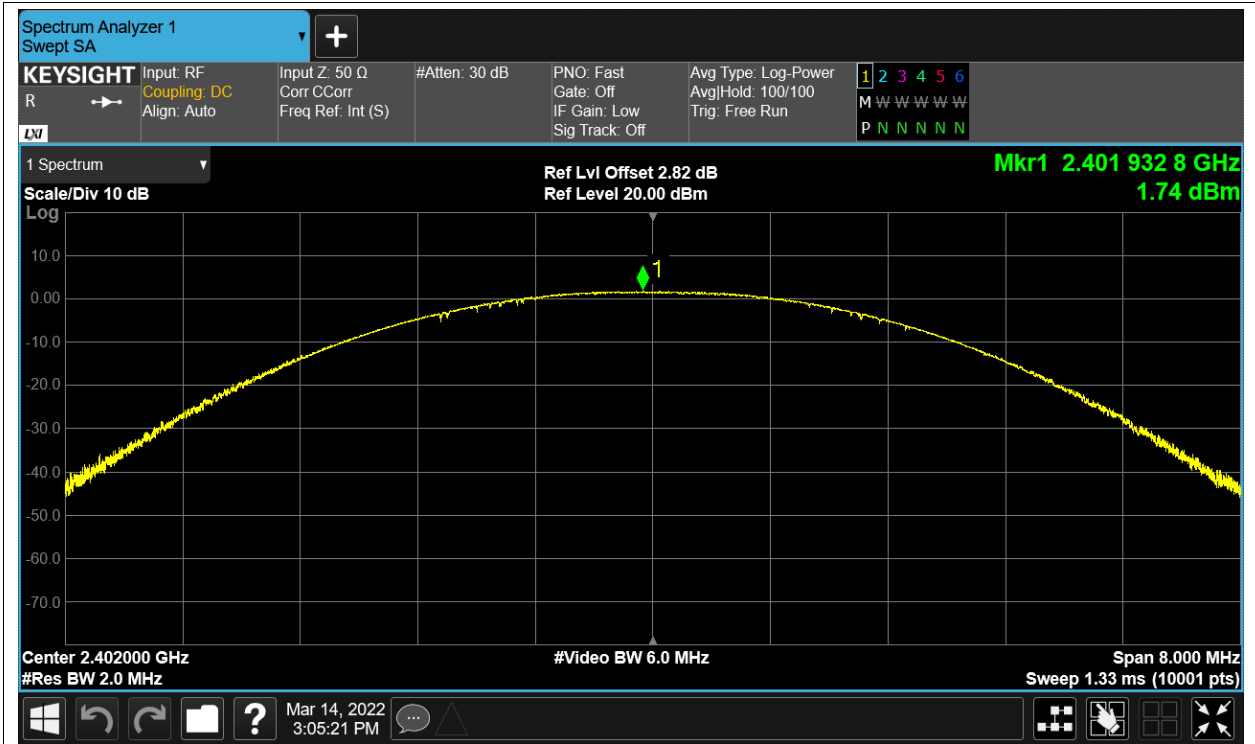 Spectrum Analyzer 1
Swept SA
KEYSIGHT
R
LXI
Input: RF
Coupling: DC
Align: Auto
Input Z: 50 Ω
Corr CCorr
Freq Ref: Int (S)
#Atten: 30 dB
PNO: Fast
Gate: Off
IF Gain: Low
Sig Track: Off
Avg Type: Log-Power
Avg|Hold: 100/100
Trig: Free Run
1 2 3 4 5 6
M W W W W W
P N N N N N
1 Spectrum
Scale/Div 10 dB
Ref Lvl Offset 2.82 dB
Ref Level 20.00 dBm
Mkr1 2.401 932 8 GHz
1.74 dBm
Log
1
10.0
0.00
-10.0
-20.0
-30.0
-40.0
-50.0
-60.0
-70.0
Center 2.402000 GHz
#Res BW 2.0 MHz
#Video BW 6.0 MHz
Span 8.000 MHz
Sweep 1.33 ms (10001 pts)
?
Mar 14, 2022
3:05:21 PM